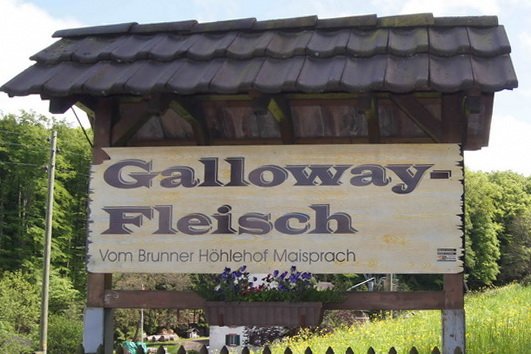 Galloway-
Fleisch
Vom Brunner Höhlehof Maisprach